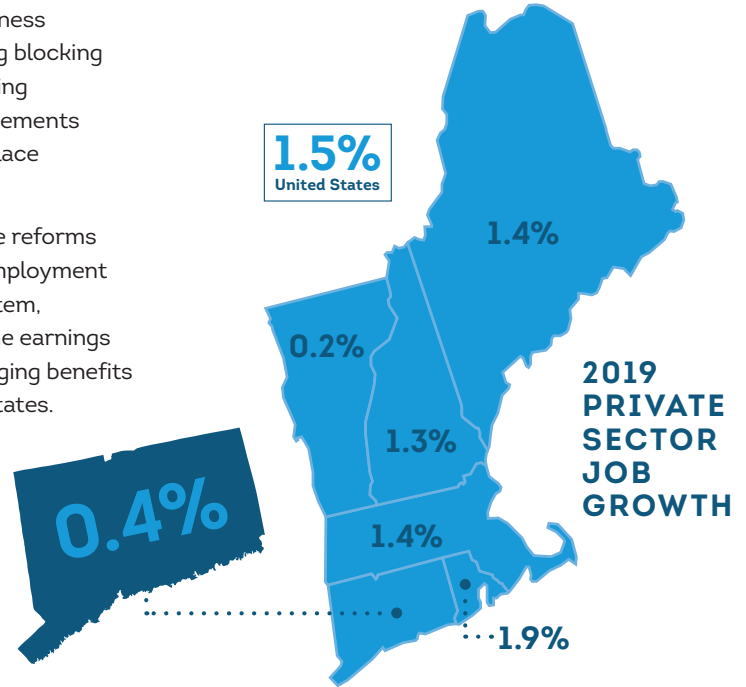 ness
g blocking
ing
ements
lace
e reforms
nployment
tem,
e earnings
ging benefits
tates.
1.5%
United States
1.4%
0.2%
1.3%
1.4%
1.9%
0.4%
2019
PRIVATE
SECTOR
JOB
GROWTH